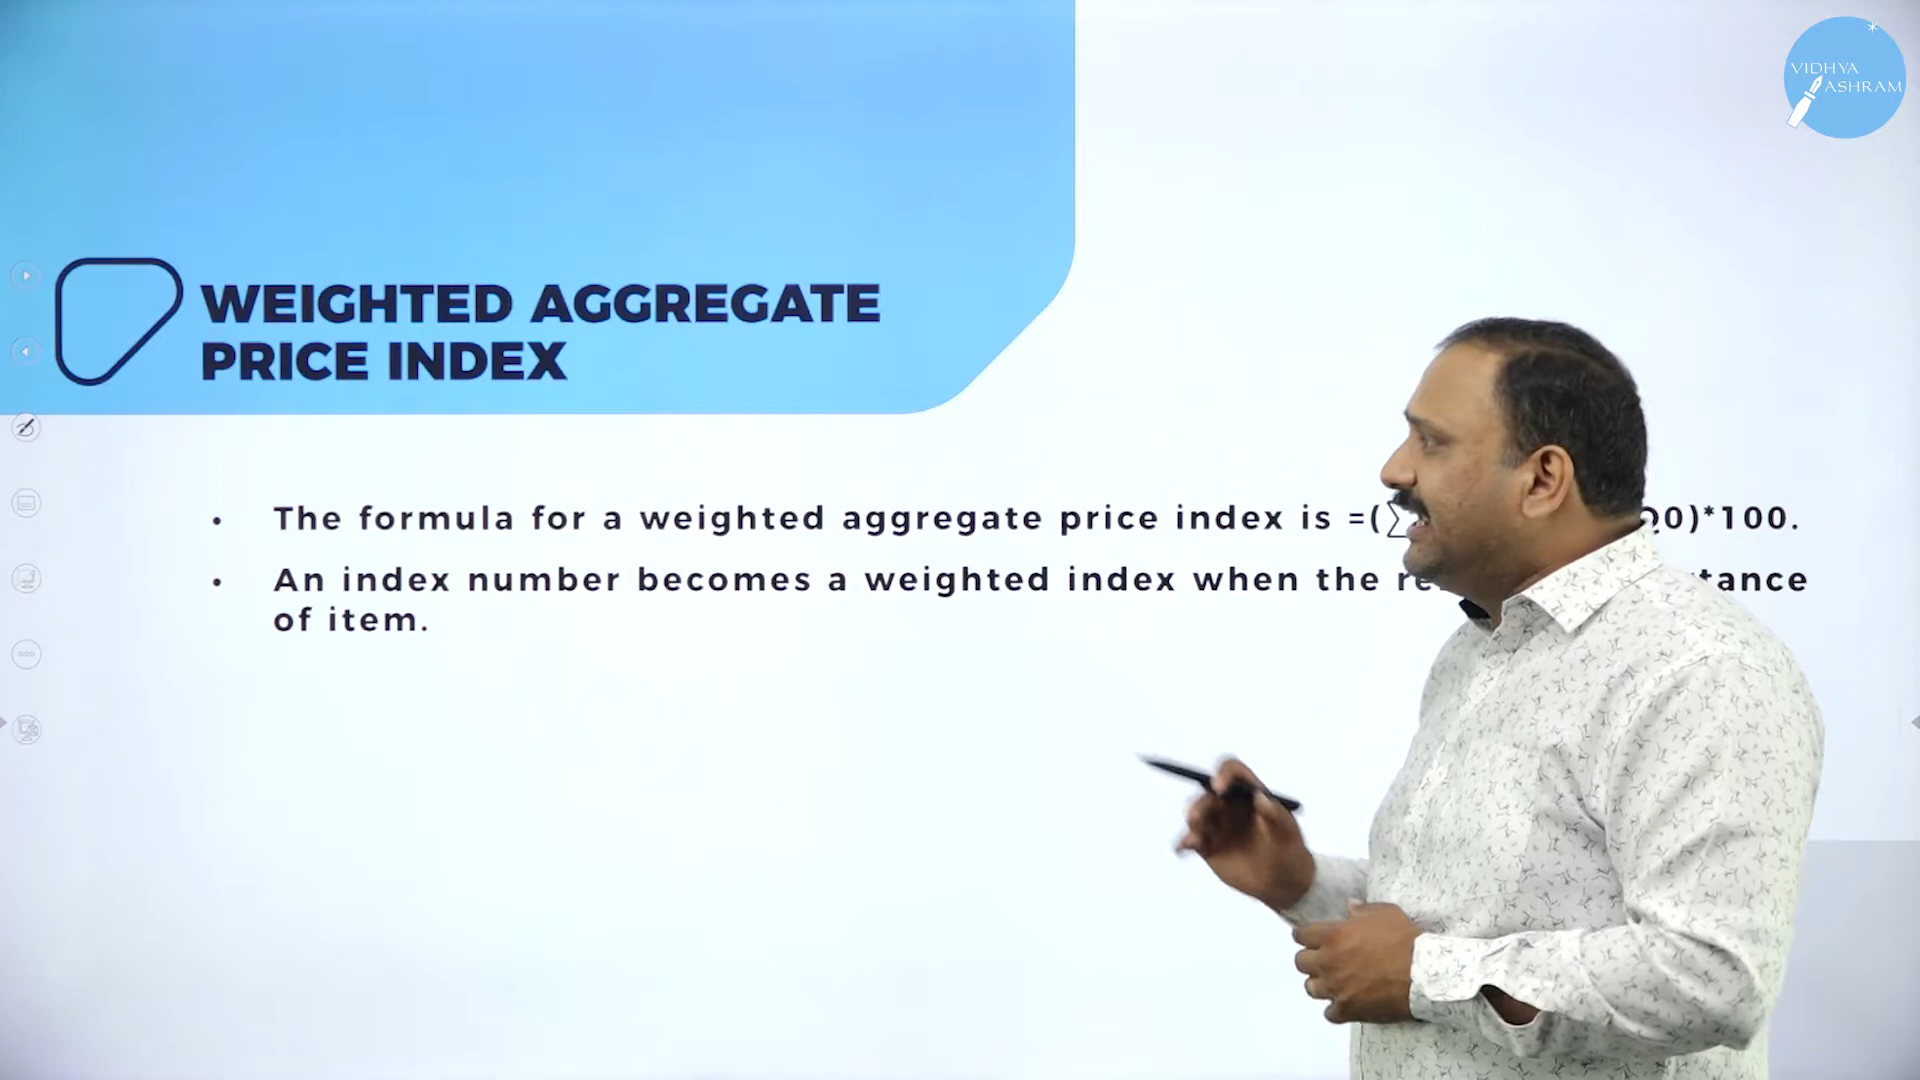 VIDHYA
ASHRAM
WEIGHTED AGGREGATE
PRICE INDEX
• The formula for a weighted aggregate price index is =(∑ 0)*100.
• An index number becomes a weighted index when the
of item.